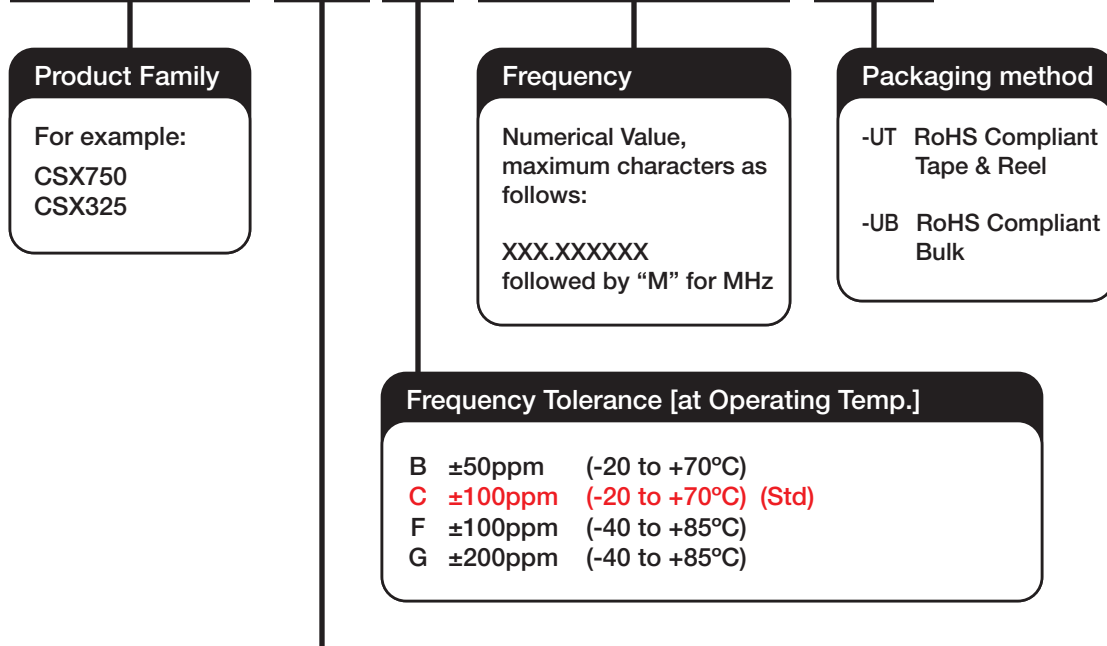 Product Family
For example:
CSX750
CSX325
Frequency
Numerical Value,
maximum characters as
follows:
XXX.XXXXXX
followed by “M” for MHz
Packaging method
-UT RoHS Compliant
Tape & Reel
-UB RoHS Compliant
Bulk
Frequency Tolerance [at Operating Temp.]
B ±50ppm (-20 to +70ºC)
C ±100ppm (-20 to +70ºC) (Std)
F ±100ppm (-40 to +85ºC)
G ±200ppm (-40 to +85ºC)